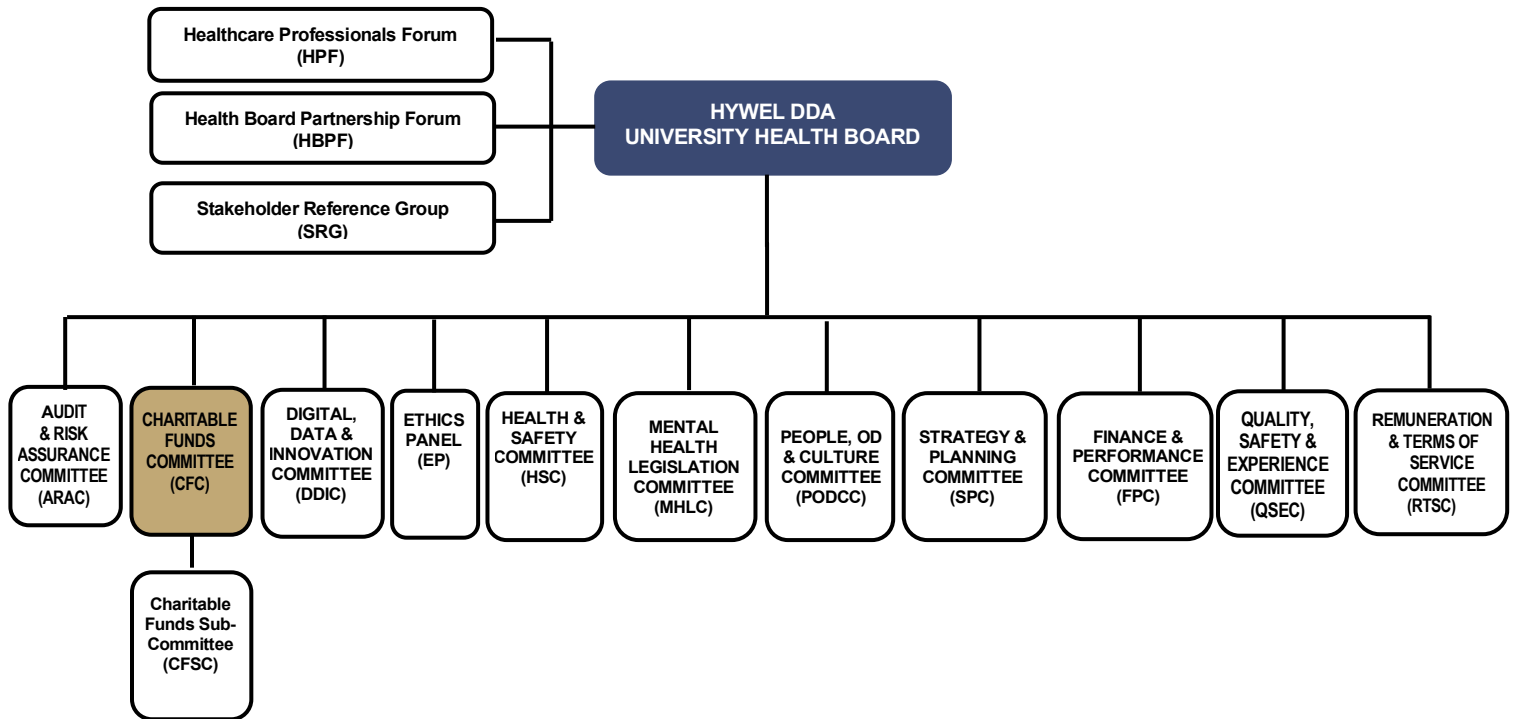 Healthcare Professionals Forum
(HPF)
Health Board Partnership Forum
(HBPF)
Stakeholder Reference Group
(SRG)
HYWEL DDA
UNIVERSITY HEALTH BOARD
AUDIT
& RISK
ASSURANCE
COMMITTEE
(ARAC)
CHARITABLE
FUNDS
COMMITTEE
(CFC)
DIGITAL,
DATA &
INNOVATION
COMMITTEE
(DDIC)
ETHICS
PANEL
(EP)
HEALTH &
SAFETY
COMMITTEE
(HSC)
MENTAL
HEALTH
LEGISLATION
COMMITTEE
(MHLC)
PEOPLE, OD
& CULTURE
COMMITTEE
(PODCC)
STRATEGY &
PLANNING
COMMITTEE
(SPC)
FINANCE &
PERFORMANCE
COMMITTEE
(FPC)
QUALITY,
SAFETY &
EXPERIENCE
COMMITTEE
(QSEC)
REMUNERATION
& TERMS OF
SERVICE
COMMITTEE
(RTSC)
Charitable
Funds Sub-
Committee
(CFSC)